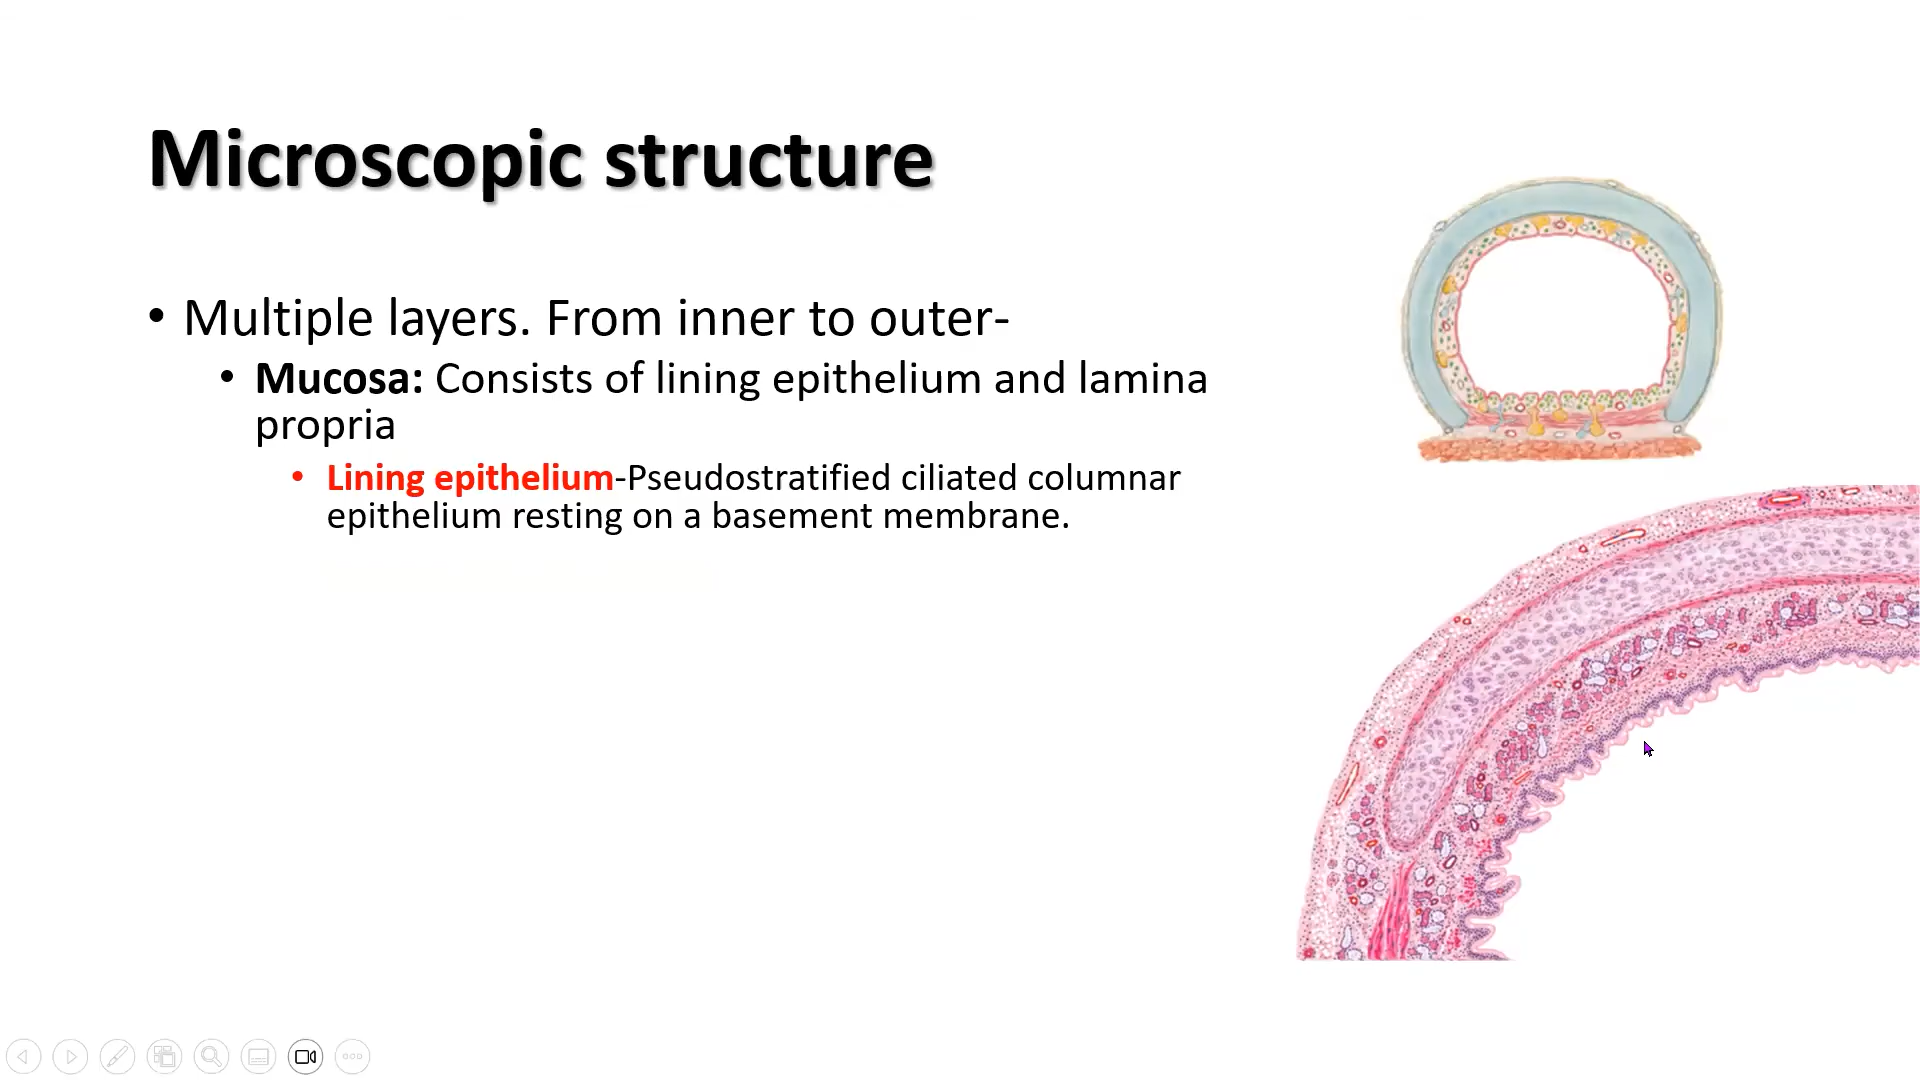 Microscopic structure
• Multiple layers. From inner to outer-
• Mucosa: Consists of lining epithelium and lamina
propria
• Lining epithelium-Pseudostratified ciliated columnar
epithelium resting on a basement membrane.